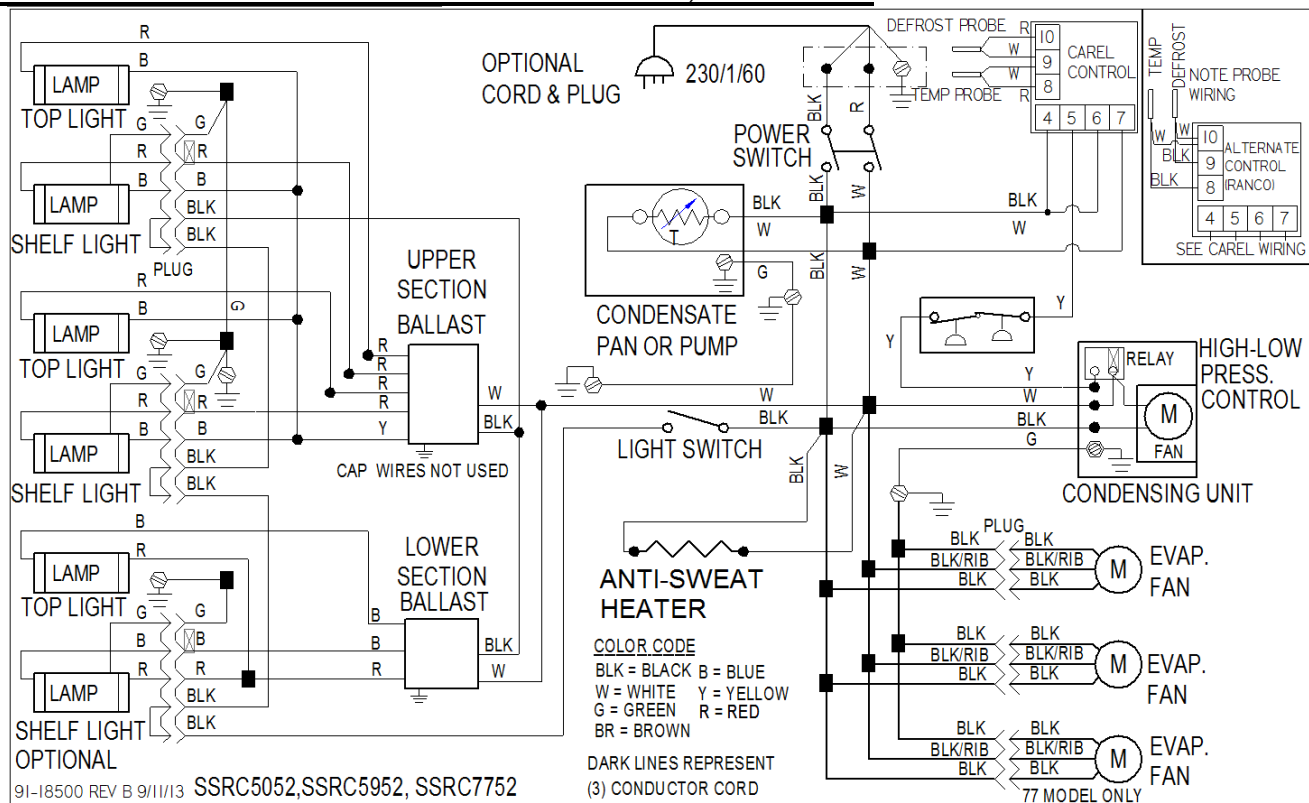 R
B
LAMP
TOP LIGHT
G
G
R
R
B
B
BLK
BLK
LAMP
SHELF LIGHT
PLUG
R
B
G
LAMP
TOP LIGHT
G
G
R
R
B
B
BLK
BLK
LAMP
SHELF LIGHT
B
R
LAMP
TOP LIGHT
G
G
B
B
R
R
BLK
BLK
LAMP
SHELF LIGHT
OPTIONAL
91-18500 REV B 9/11/13
SSRC5052,SSRC5952, SSRC7752
UPPER
SECTION
BALLAST
R
R
R
R
Y
W
BLK
CAP WIRES NOT USED
LOWER
SECTION
BALLAST
B
B
R
BLK
W
OPTIONAL
CORD & PLUG
230/1/60
BLK
R
POWER
SWITCH
BLK
W
BLK
W
T
G
CONDENSATE
PAN OR PUMP
BLK
W
W
BLK
LIGHT SWITCH
BLK
W
ANTI-SWEAT
HEATER
COLOR CODE
BLK = BLACK B = BLUE
W = WHITE Y = YELLOW
G = GREEN R = RED
BR = BROWN
DARK LINES REPRESENT
(3) CONDUCTOR CORD
DEFROST PROBE
R
W
W
TEMP PROBE
R
10
9
8
CAREL
CONTROL
4 5 6 7
BLK
W
TEMP
DEFROST
NOTE PROBE
WIRING
W
W
BLK
BLK
10
9
8
ALTERNATE
CONTROL
(RANCO)
4 5 6 7
SEE CAREL WIRING
Y
Y
HIGH-LOW
PRESS.
CONTROL
RELAY
Y
W
BLK
G
M
FAN
CONDENSING UNIT
PLUG
BLK BLK
BLK/RIB BLK/RIB
BLK BLK
M
EVAP.
FAN
BLK BLK
BLK/RIB BLK/RIB
BLK BLK
M
EVAP.
FAN
BLK BLK
BLK/RIB BLK/RIB
BLK BLK
M
EVAP.
FAN
77 MODEL ONLY